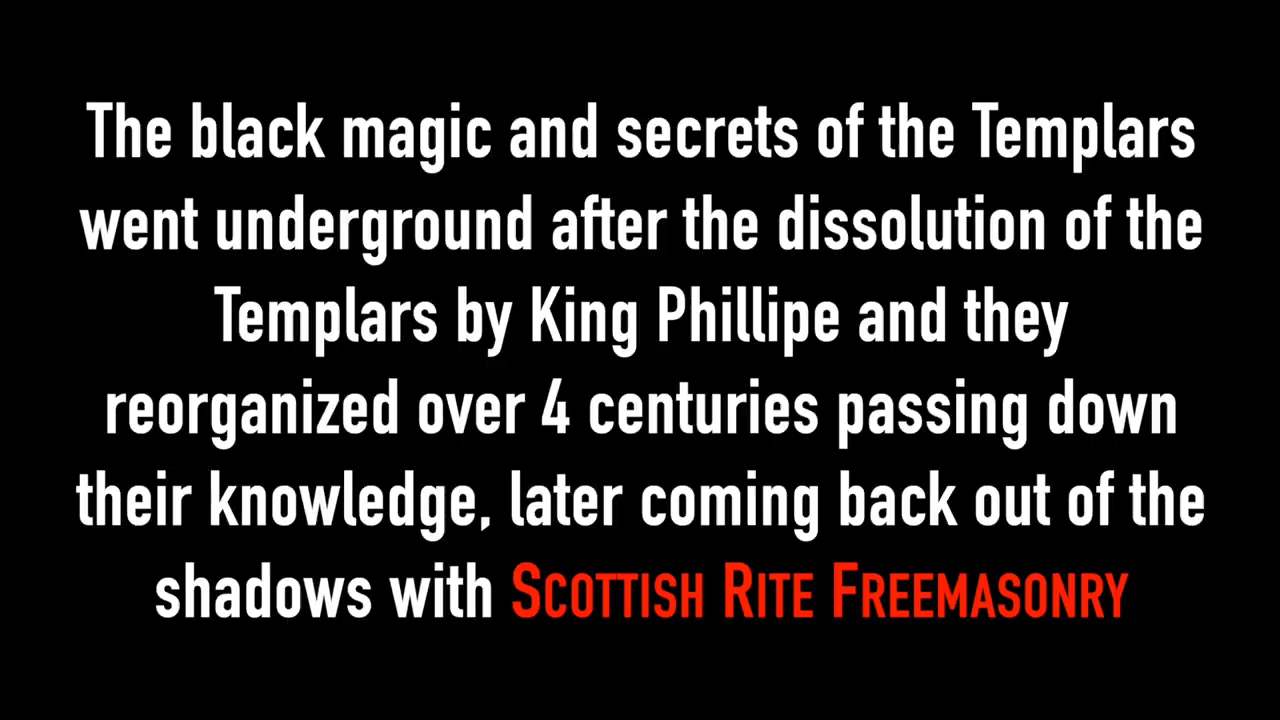 The black magic and secrets of the Templars
went underground after the dissolution of the
Templars by King Phillipe and they
reorganized over 4 centuries passing down
their knowledge, later coming back out of the
shadows with SCOTTISH RITE FREEMASONRY